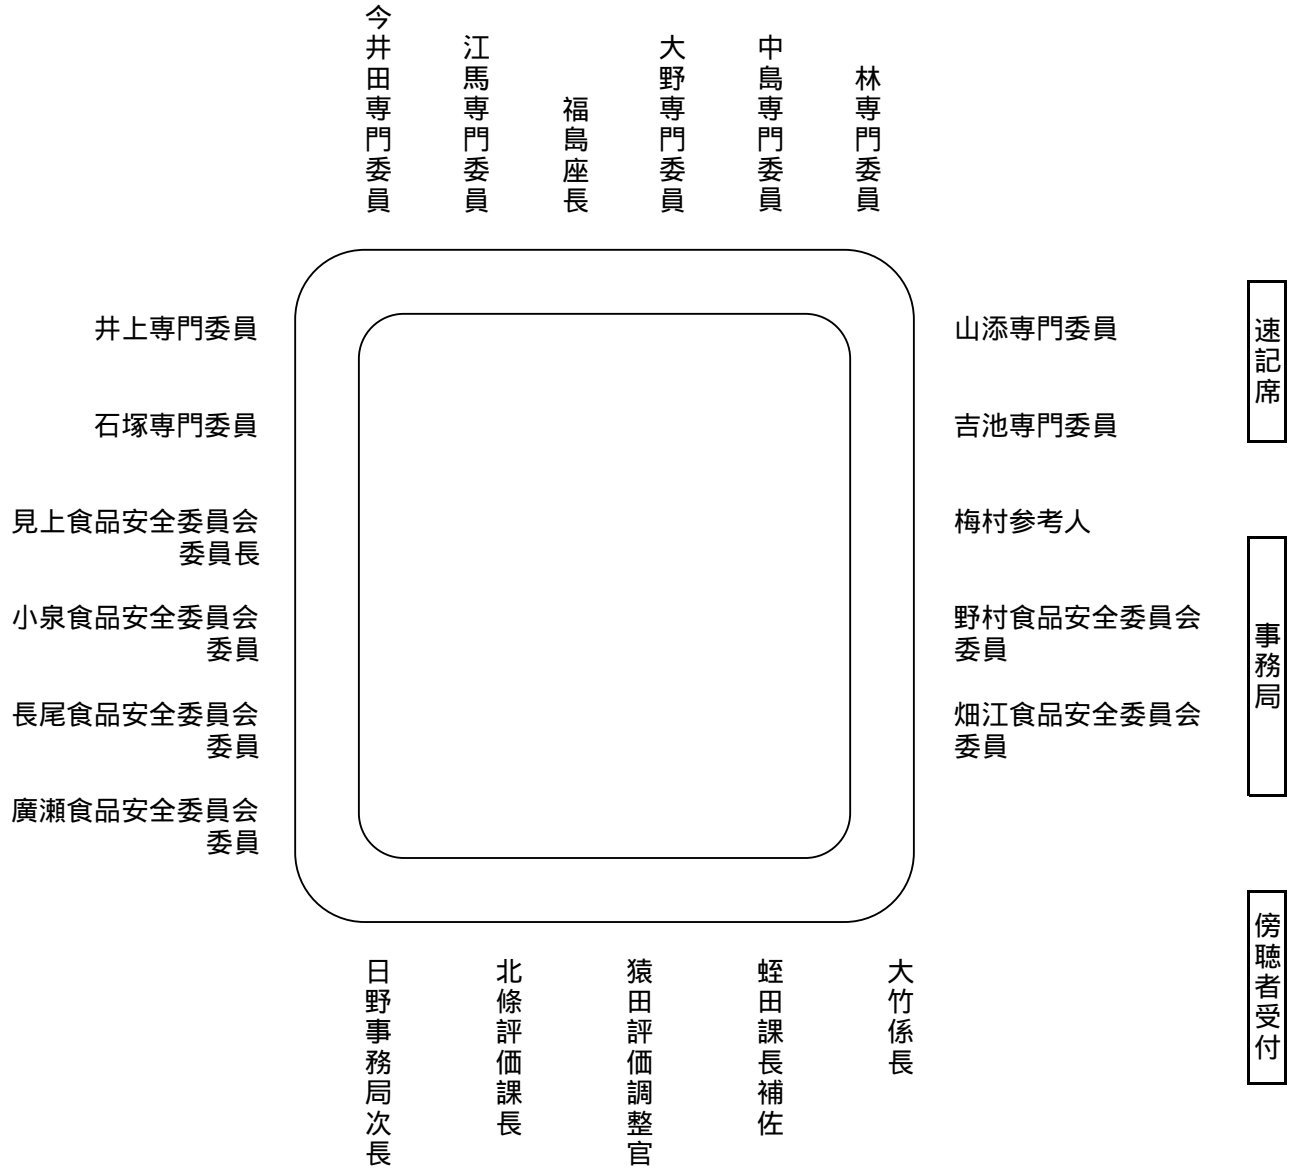 今井田専門委員
江馬専門委員
福島座長
大野専門委員
中島専門委員
林専門委員
井上専門委員
石塚専門委員
見上食品安全委員会
委員長
小泉食品安全委員会
委員
長尾食品安全委員会
委員
廣瀬食品安全委員会
委員
山添専門委員
吉池専門委員
梅村参考人
野村食品安全委員会
委員
畑江食品安全委員会
委員
速記席
事務局
傍聴者受付
日野事務局次長
北條評価課長
猿田評価調整官
蛭田課長補佐
大竹係長